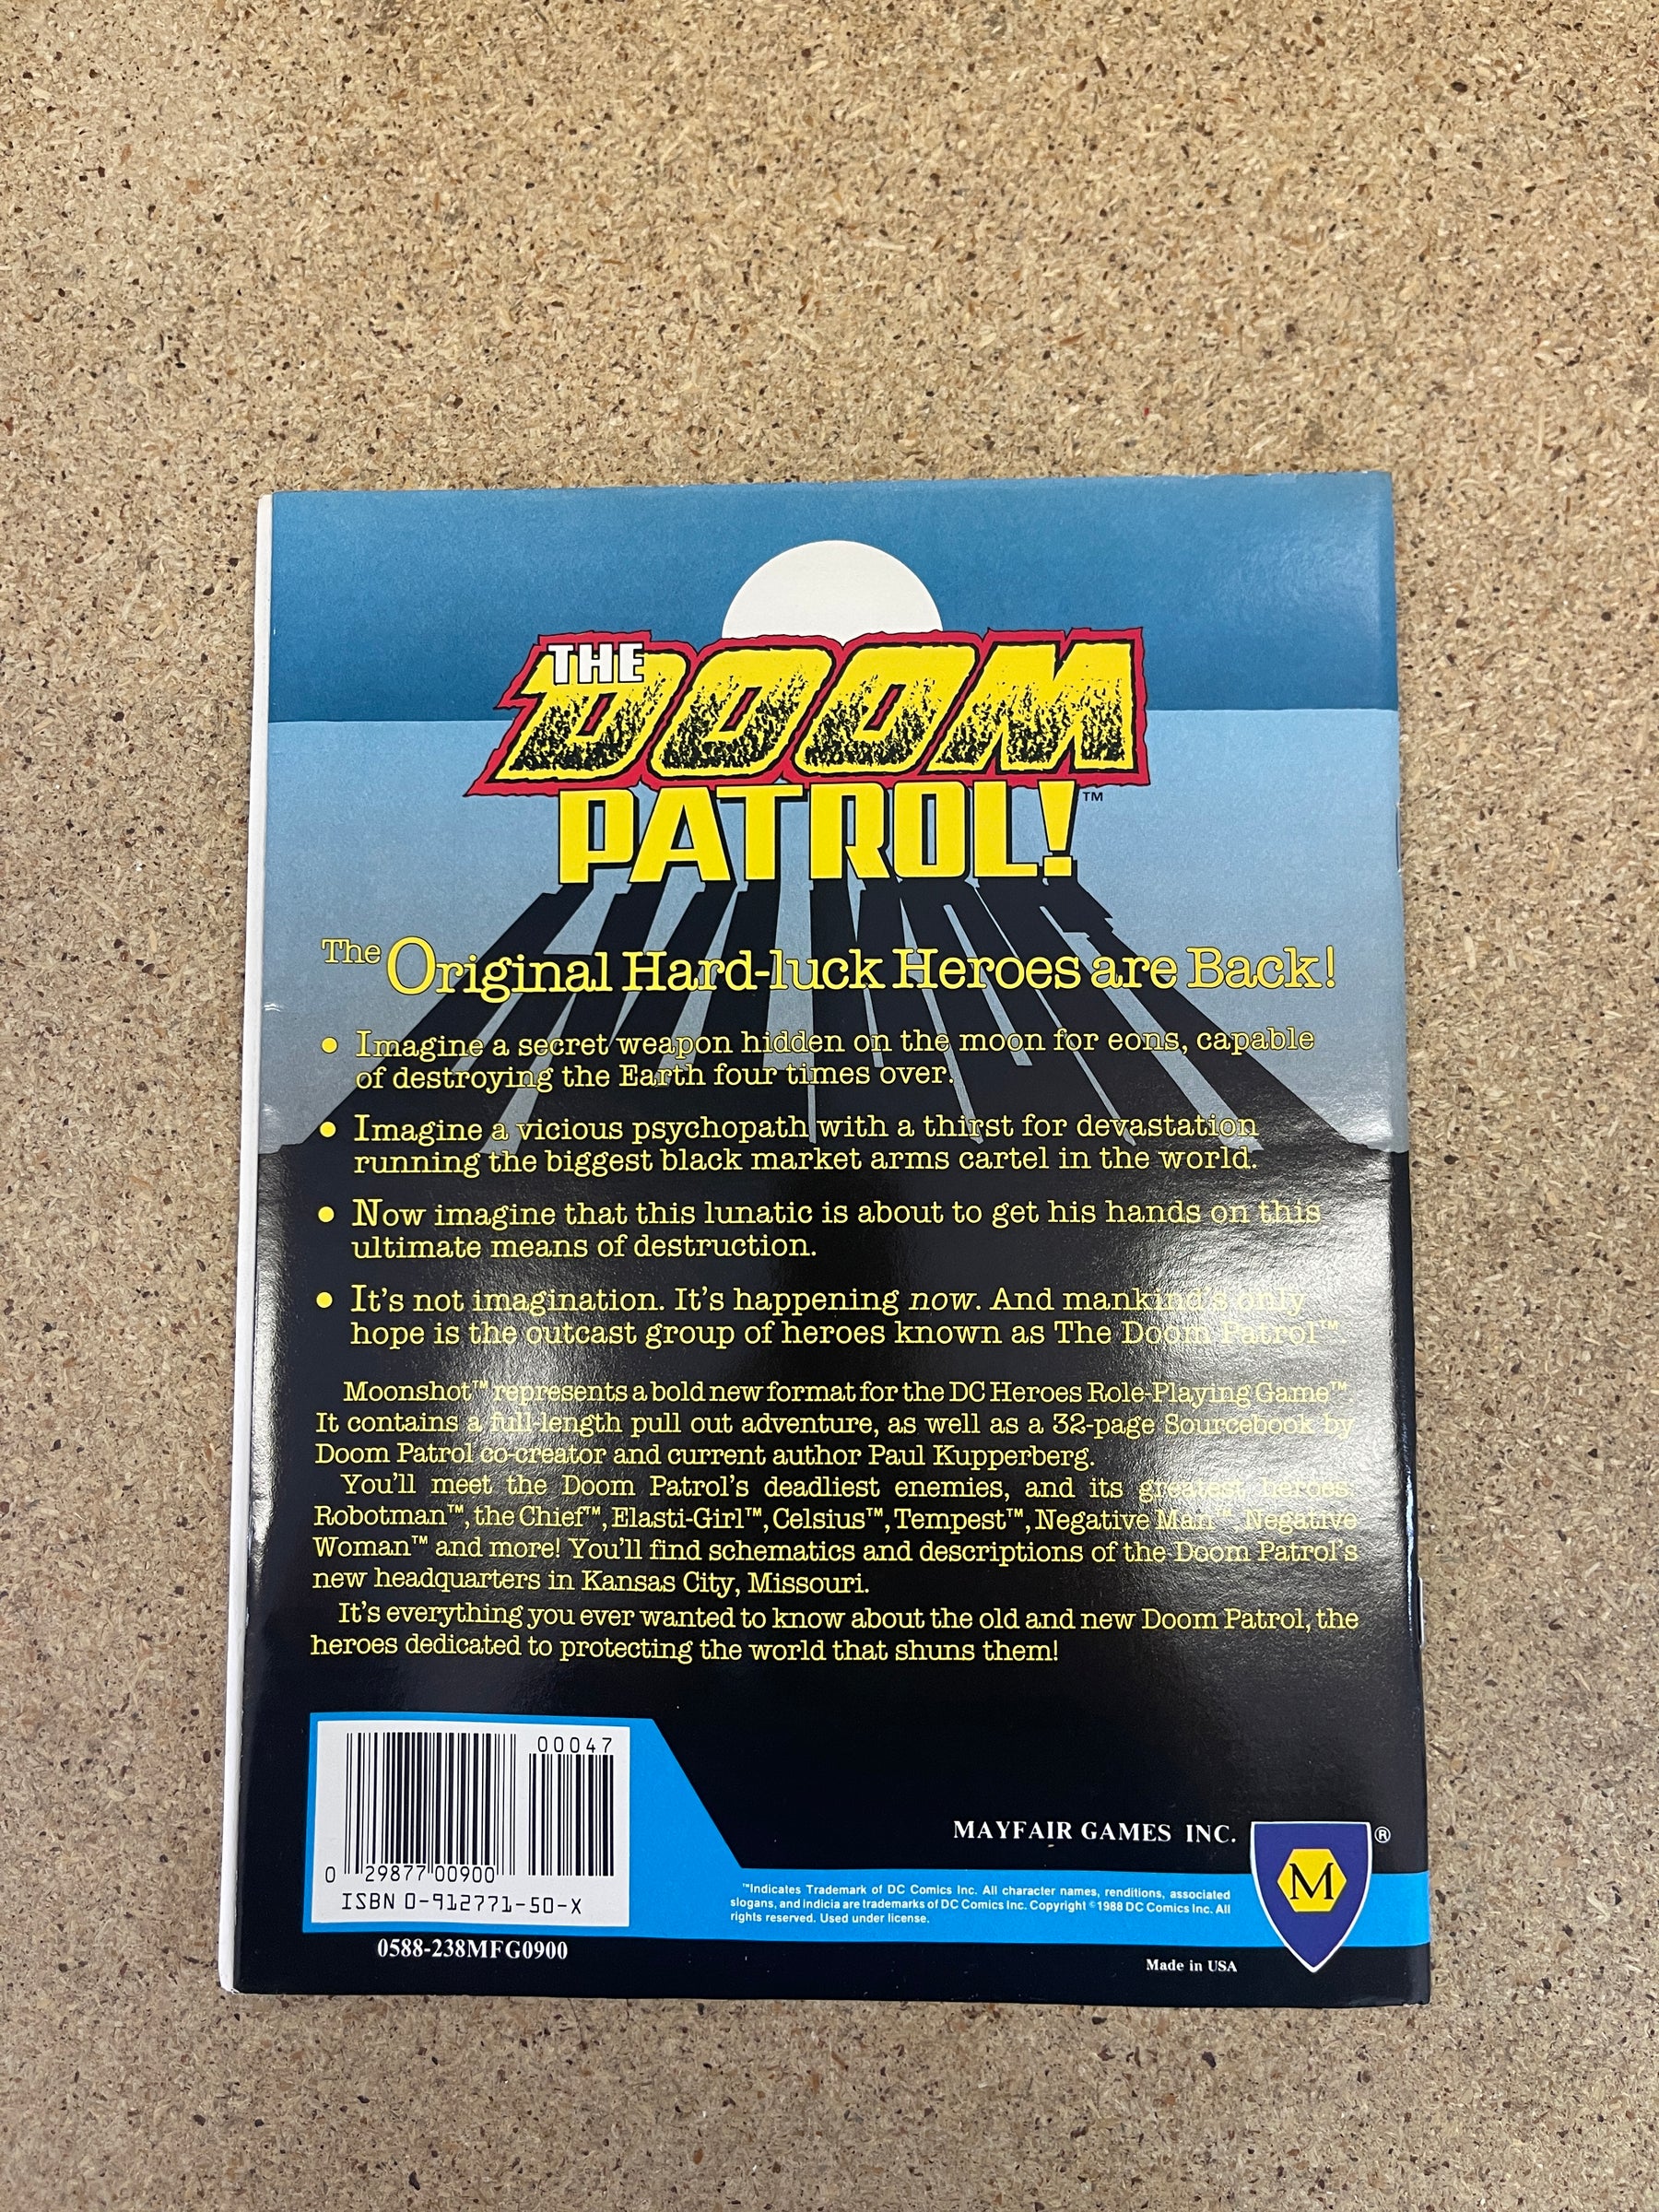 THE
DOOM
PATROL!™
The Original Hard-luck Heroes are Back!
• Imagine a secret weapon hidden on the moon for eons, capable
of destroying the Earth four times over.
• Imagine a vicious psychopath with a thirst for devastation
running the biggest black market arms cartel in the world.
• Now imagine that this lunatic is about to get his hands on this
ultimate means of destruction.
• It's not imagination. It's happening now. And mankind's only
hope is the outcast group of heroes known as The Doom Patrol™
Moonshot™ represents a bold new format for the DC Heroes Role-Playing Game™.
It contains a full-length pull out adventure, as well as a 32-page Sourcebook by
Doom Patrol co-creator and current author Paul Kupperberg.
You'll meet the Doom Patrol's deadliest enemies, and its greatest heroes:
Robotman™, the Chief™, Elasti-Girl™, Celsius™, Tempest™, Negative Man™, Negative
Woman™ and more! You'll find schematics and descriptions of the Doom Patrol's
new headquarters in Kansas City, Missouri.
It's everything you ever wanted to know about the old and new Doom Patrol, the
heroes dedicated to protecting the world that shuns them!
00047
0 29877 00900
ISBN 0-912771-50-X
0588-238MFG0900
MAYFAIR GAMES INC.
M ®
™Indicates Trademark of DC Comics Inc. All character names, renditions, associated
slogans, and indicia are trademarks of DC Comics Inc. Copyright ©1988 DC Comics Inc. All
rights reserved. Used under license.
Made in USA